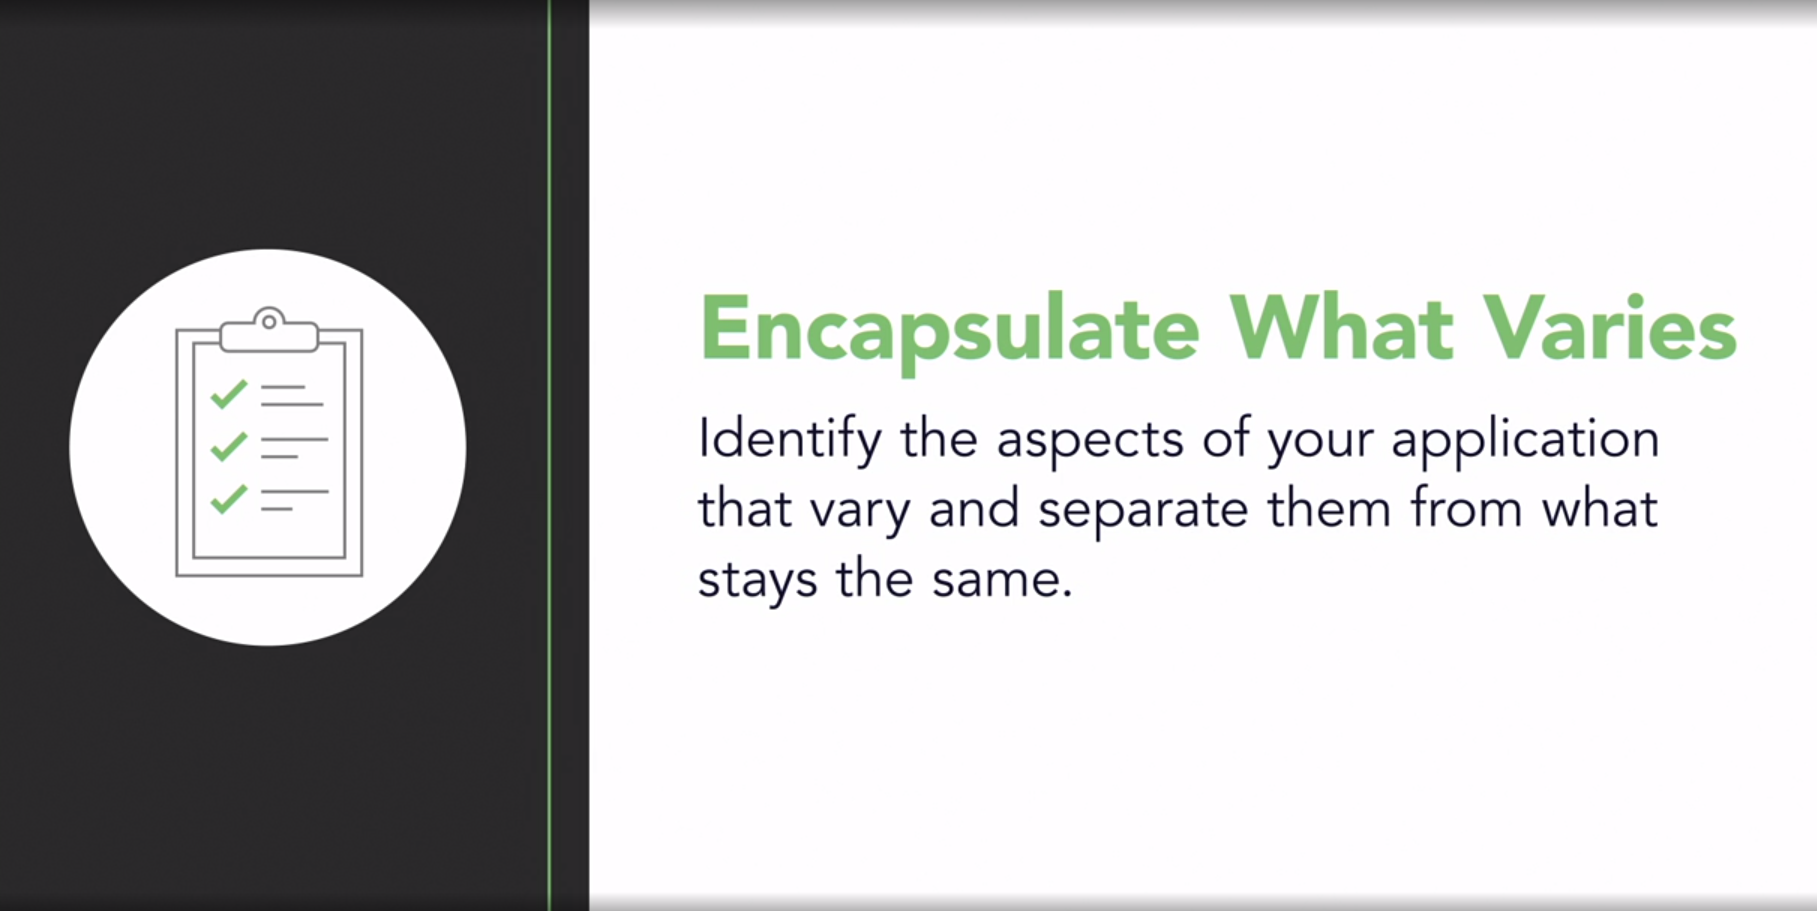 Encapsulate What Varies
Identify the aspects of your application
that vary and separate them from what
stays the same.